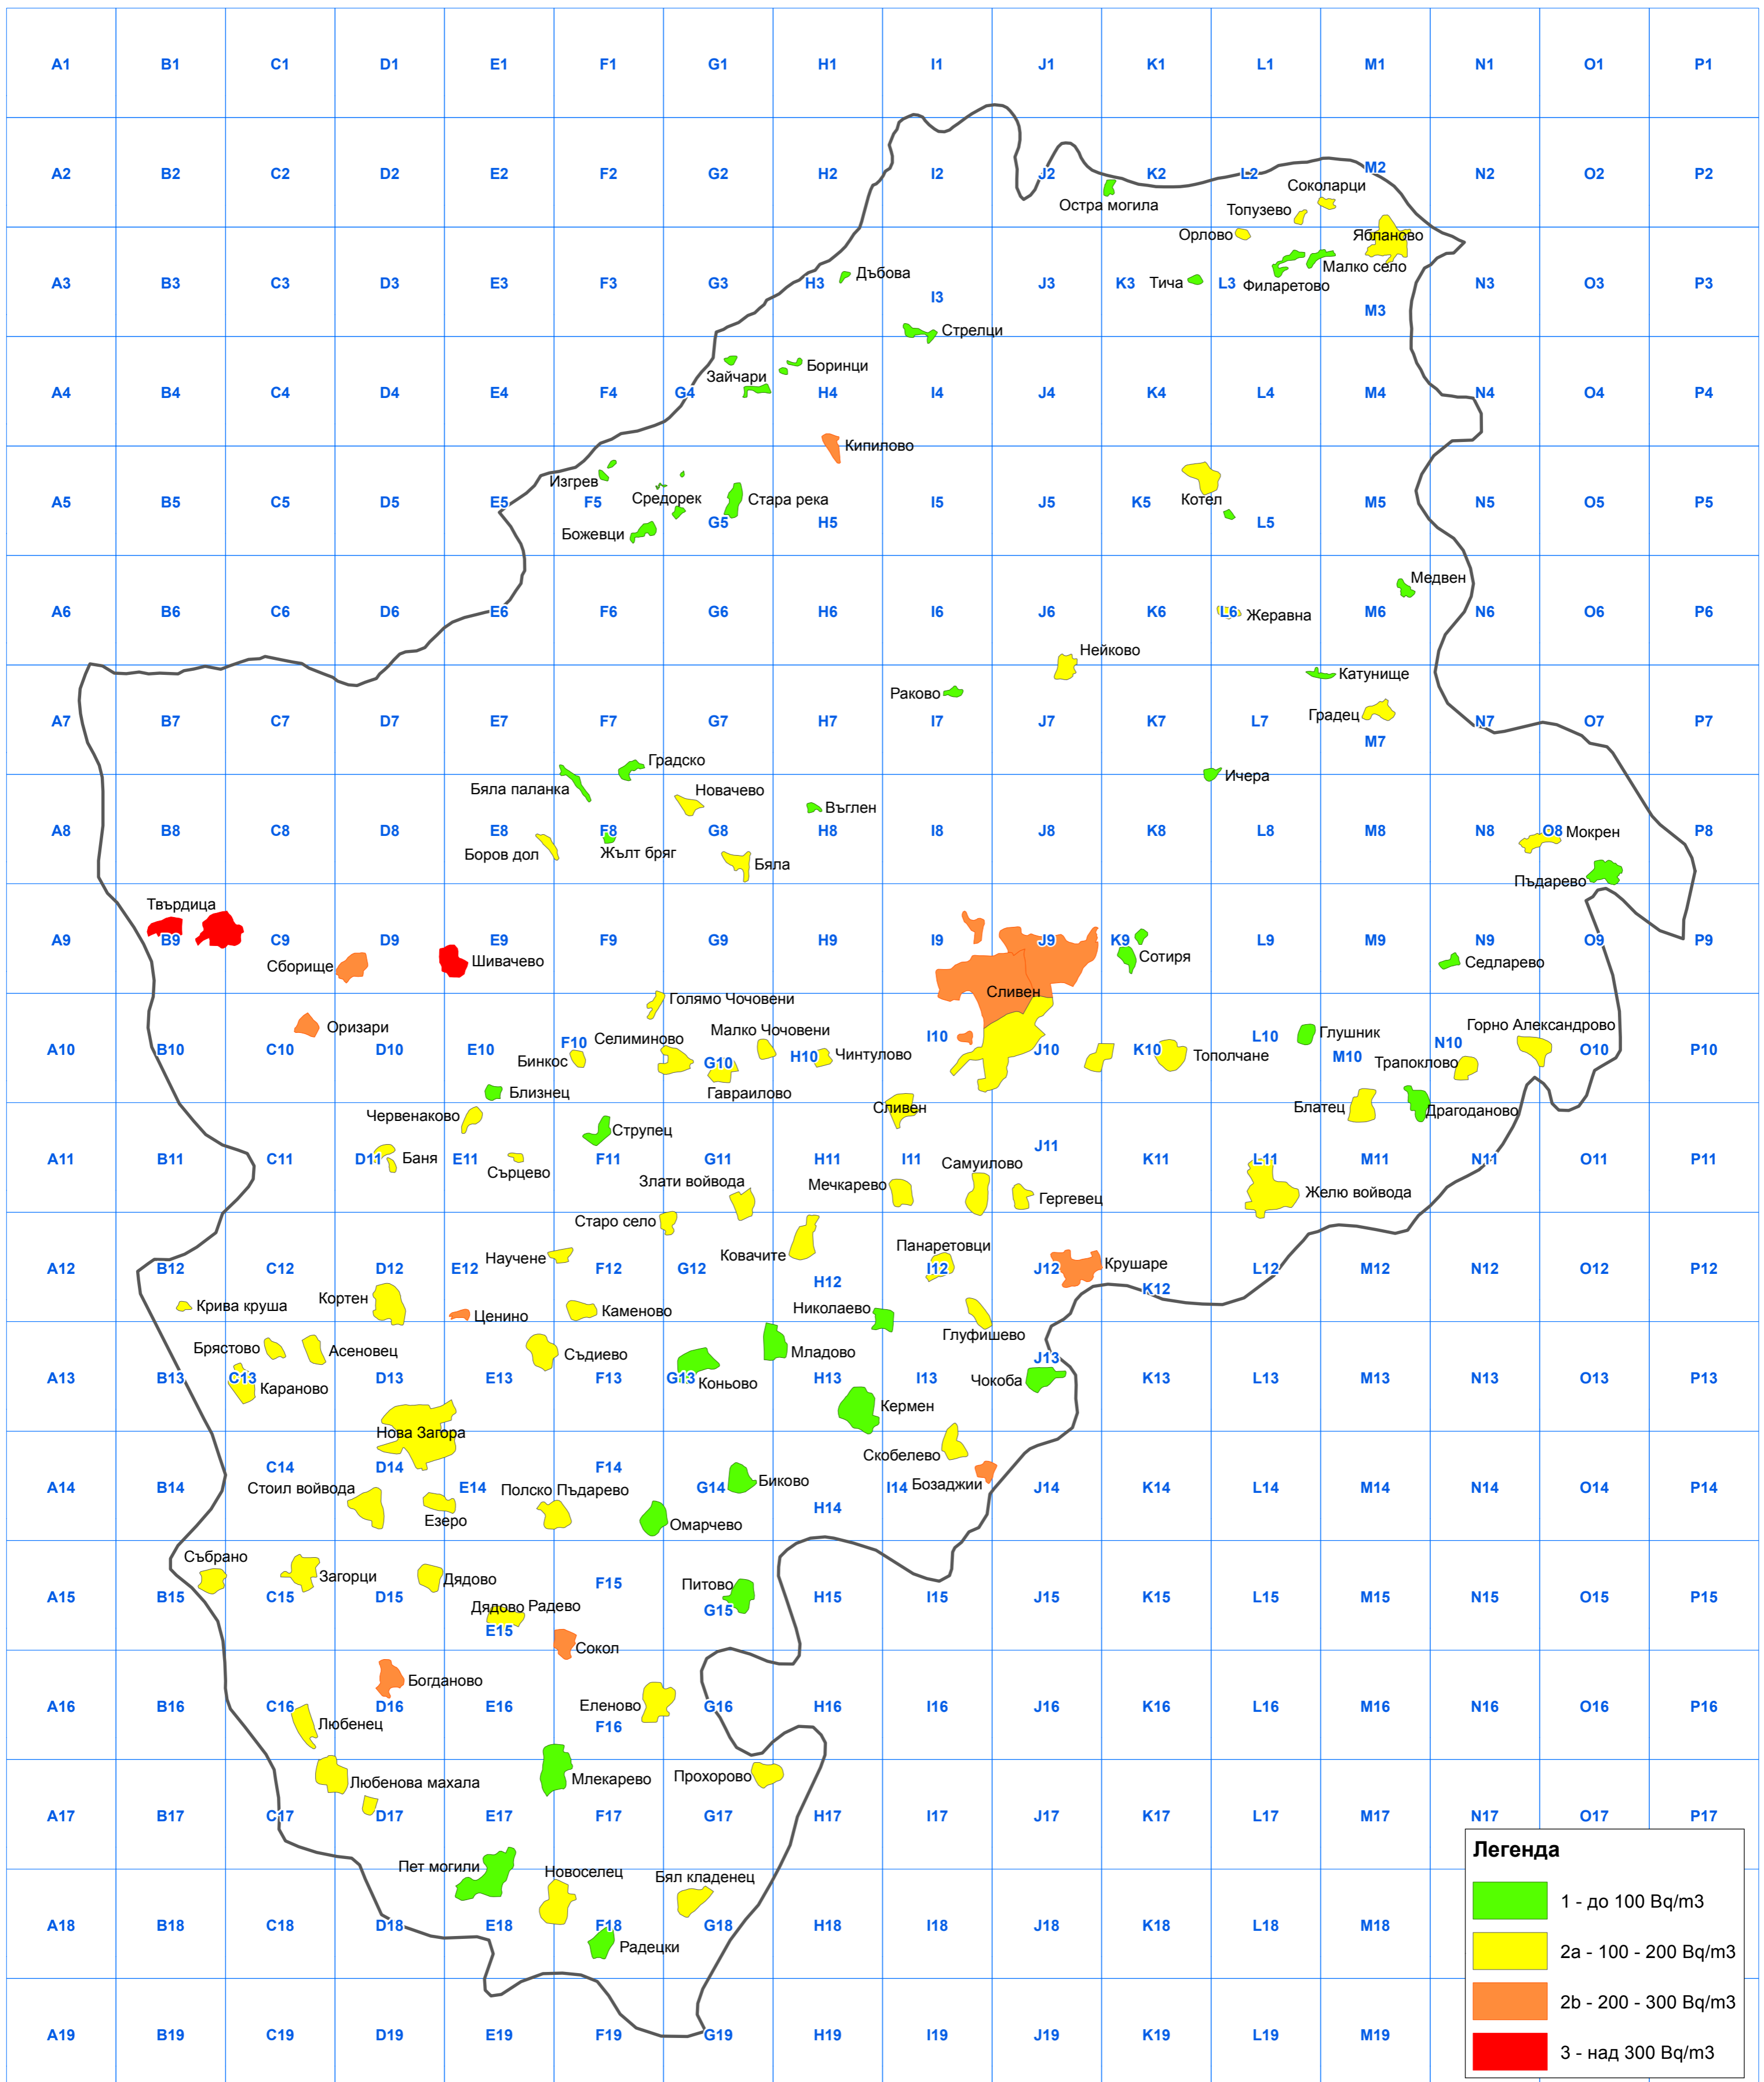 A1 B1 C1 D1 E1 F1 G1 H1 I1 J1 K1 L1 M1 N1 O1 P1
A2 B2 C2 D2 E2 F2 G2 H2 I2 J2 K2 L2 M2 N2 O2 P2
Соколарци
Остра могила
Топузево
Орлово
Ябланово
A3 B3 C3 D3 E3 F3 G3 H3 I3 J3 K3 L3 M3 N3 O3 P3
Дъбова
Тича
Филаретово
Малко село
Стрелци
A4 B4 C4 D4 E4 F4 G4 H4 I4 J4 K4 L4 M4 N4 O4 P4
Зайчари
Боринци
Кипилово
A5 B5 C5 D5 E5 F5 G5 H5 I5 J5 K5 L5 M5 N5 O5 P5
Изгрев
Средорек
Стара река
Котел
Божевци
A6 B6 C6 D6 E6 F6 G6 H6 I6 J6 K6 L6 M6 N6 O6 P6
Медвен
Жеравна
Нейково
A7 B7 C7 D7 E7 F7 G7 H7 I7 J7 K7 L7 M7 N7 O7 P7
Катунище
Раково
Градец
Градско
Ичера
A8 B8 C8 D8 E8 F8 G8 H8 I8 J8 K8 L8 M8 N8 O8 P8
Бяла паланка
Новачево
Въглен
Мокрен
Боров дол
Жълт бряг
Бяла
Пъдарево
A9 B9 C9 D9 E9 F9 G9 H9 I9 J9 K9 L9 M9 N9 O9 P9
Твърдица
Сборище
Шивачево
Сотиря
Седларево
Сливен
A10 B10 C10 D10 E10 F10 G10 H10 I10 J10 K10 L10 M10 N10 O10 P10
Голямо Чочовени
Оризари
Селиминово
Малко Чочовени
Глушник
Горно Александрово
Бинкос
Чинтулово
Тополчане
Трапоклово
Близнец
Гавраилово
A11 B11 C11 D11 E11 F11 G11 H11 I11 J11 K11 L11 M11 N11 O11 P11
Сливен
Блатец
Драгоданово
Червенаково
Струпец
Баня
Сърцево
Самуилово
Злати войвода
Мечкарево
Гергевец
Желю войвода
A12 B12 C12 D12 E12 F12 G12 H12 I12 J12 K12 L12 M12 N12 O12 P12
Старо село
Научене
Ковачите
Панаретовци
Крушаре
Крива круша
Кортен
Ценино
Каменово
Николаево
Глуфишево
A13 B13 C13 D13 E13 F13 G13 H13 I13 J13 K13 L13 M13 N13 O13 P13
Брястово
Асеновец
Съдиево
Младово
Караново
Коньово
Чокоба
Кермен
Нова Загора
A14 B14 C14 D14 E14 F14 G14 H14 I14 J14 K14 L14 M14 N14 O14 P14
Скобелево
Стоил войвода
Полско Пъдарево
Биково
Бозаджии
Езеро
Омарчево
A15 B15 C15 D15 E15 F15 G15 H15 I15 J15 K15 L15 M15 N15 O15 P15
Събрано
Загорци
Дядово
Питово
Дядово
Радево
Сокол
A16 B16 C16 D16 E16 F16 G16 H16 I16 J16 K16 L16 M16 N16 O16 P16
Богданово
Еленово
Любенец
A17 B17 C17 D17 E17 F17 G17 H17 I17 J17 K17 L17 M17 N17 O17 P17
Прохорово
Млекарево
Любенова махала
A18 B18 C18 D18 E18 F18 G18 H18 I18 J18 K18 L18 M18
Пет могили
Новоселец
Бял кладенец
Радецки
A19 B19 C19 D19 E19 F19 G19 H19 I19 J19 K19 L19 M19
Легенда
1 - до 100 Bq/m3
2a - 100 - 200 Bq/m3
2b - 200 - 300 Bq/m3
3 - над 300 Bq/m3